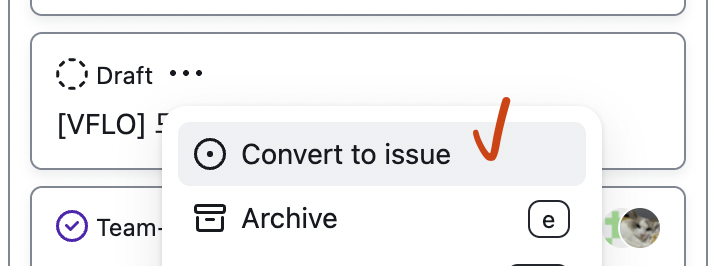 Draft
[VFLO]
Convert to issue
Archive
e
Team-